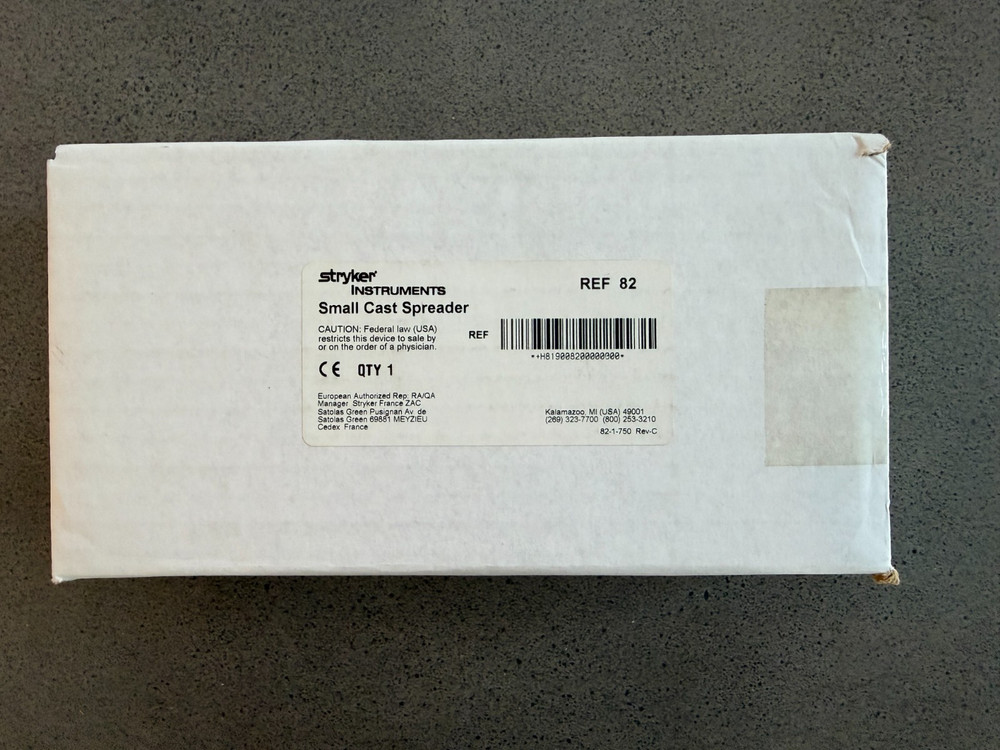 stryker
INSTRUMENTS
REF 82
Small Cast Spreader
CAUTION: Federal law (USA)
restricts this device to sale by
or on the order of a physician.
REF
*+H819008200000000*
CE QTY 1
European Authorized Rep: RA/QA
Manager Stryker France ZAC
Satolas Green Pusignan Av. de
Satolas Green 69881 MEYZIEU
Cedex France
Kalamazoo, MI (USA) 49001
(269) 323-7700 (800) 253-3210
82-1-750 Rev-C